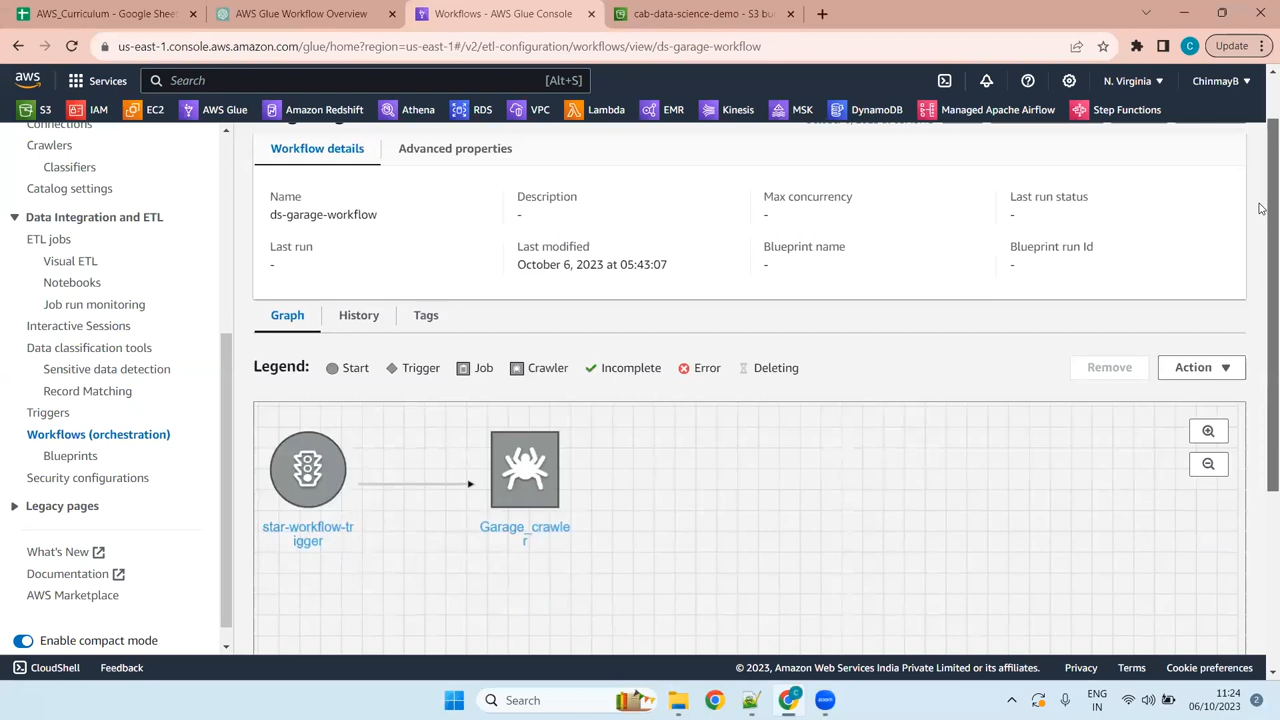 AWS_Curriculum - Google Sheet
AWS Glue Workflow Overview
Workflows - AWS Glue Console
cab-data-science-demo - S3 bu
us-east-1.console.aws.amazon.com/glue/home?region=us-east-1#/v2/etl-configuration/workflows/view/ds-garage-workflow
C
Update
aws
Services
Search
[Alt+S]
N. Virginia
ChinmayB
S3
IAM
EC2
AWS Glue
Amazon Redshift
Athena
RDS
VPC
Lambda
EMR
Kinesis
MSK
DynamoDB
Managed Apache Airflow
Step Functions
Connections
Crawlers
Classifiers
Catalog settings
Data Integration and ETL
ETL jobs
Visual ETL
Notebooks
Job run monitoring
Interactive Sessions
Data classification tools
Sensitive data detection
Record Matching
Triggers
Workflows (orchestration)
Blueprints
Security configurations
Legacy pages
What's New
Documentation
AWS Marketplace
Enable compact mode
Workflow details
Advanced properties
Name
ds-garage-workflow
Description
-
Max concurrency
-
Last run status
-
Last run
-
Last modified
October 6, 2023 at 05:43:07
Blueprint name
-
Blueprint run Id
-
Graph
History
Tags
Legend:
Start
Trigger
Job
Crawler
Incomplete
Error
Deleting
Remove
Action
star-workflow-tr
igger
Garage_crawle
r
CloudShell
Feedback
© 2023, Amazon Web Services India Private Limited or its affiliates.
Privacy
Terms
Cookie preferences
Search
C
zoom
ENG
IN
11:24
06/10/2023
2